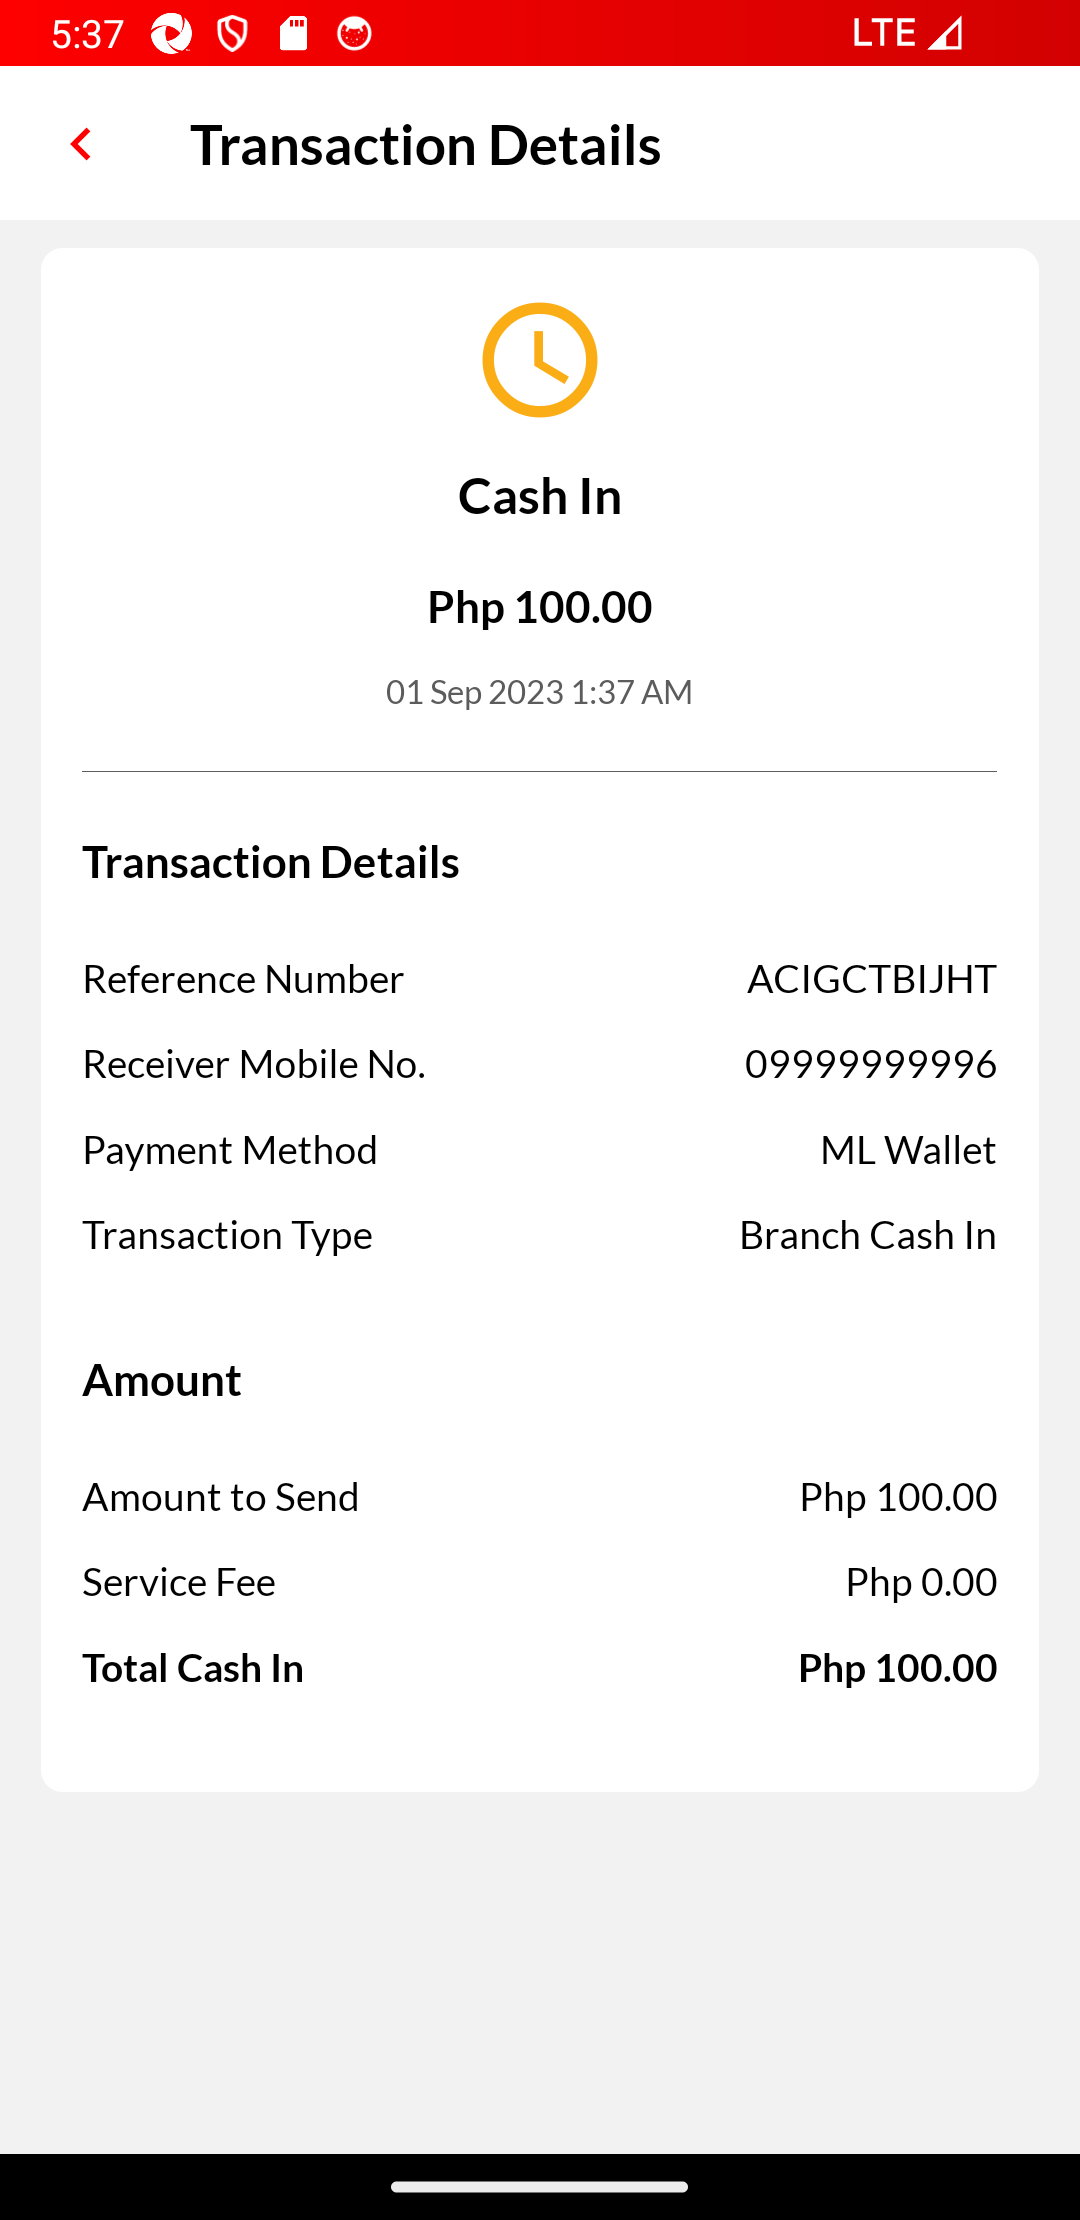 5:37 LTE
Transaction Details
Cash In
Php 100.00
01 Sep 2023 1:37 AM
Transaction Details
Reference Number ACIGCTBIJHT
Receiver Mobile No. 09999999996
Payment Method ML Wallet
Transaction Type Branch Cash In
Amount
Amount to Send Php 100.00
Service Fee Php 0.00
Total Cash In Php 100.00